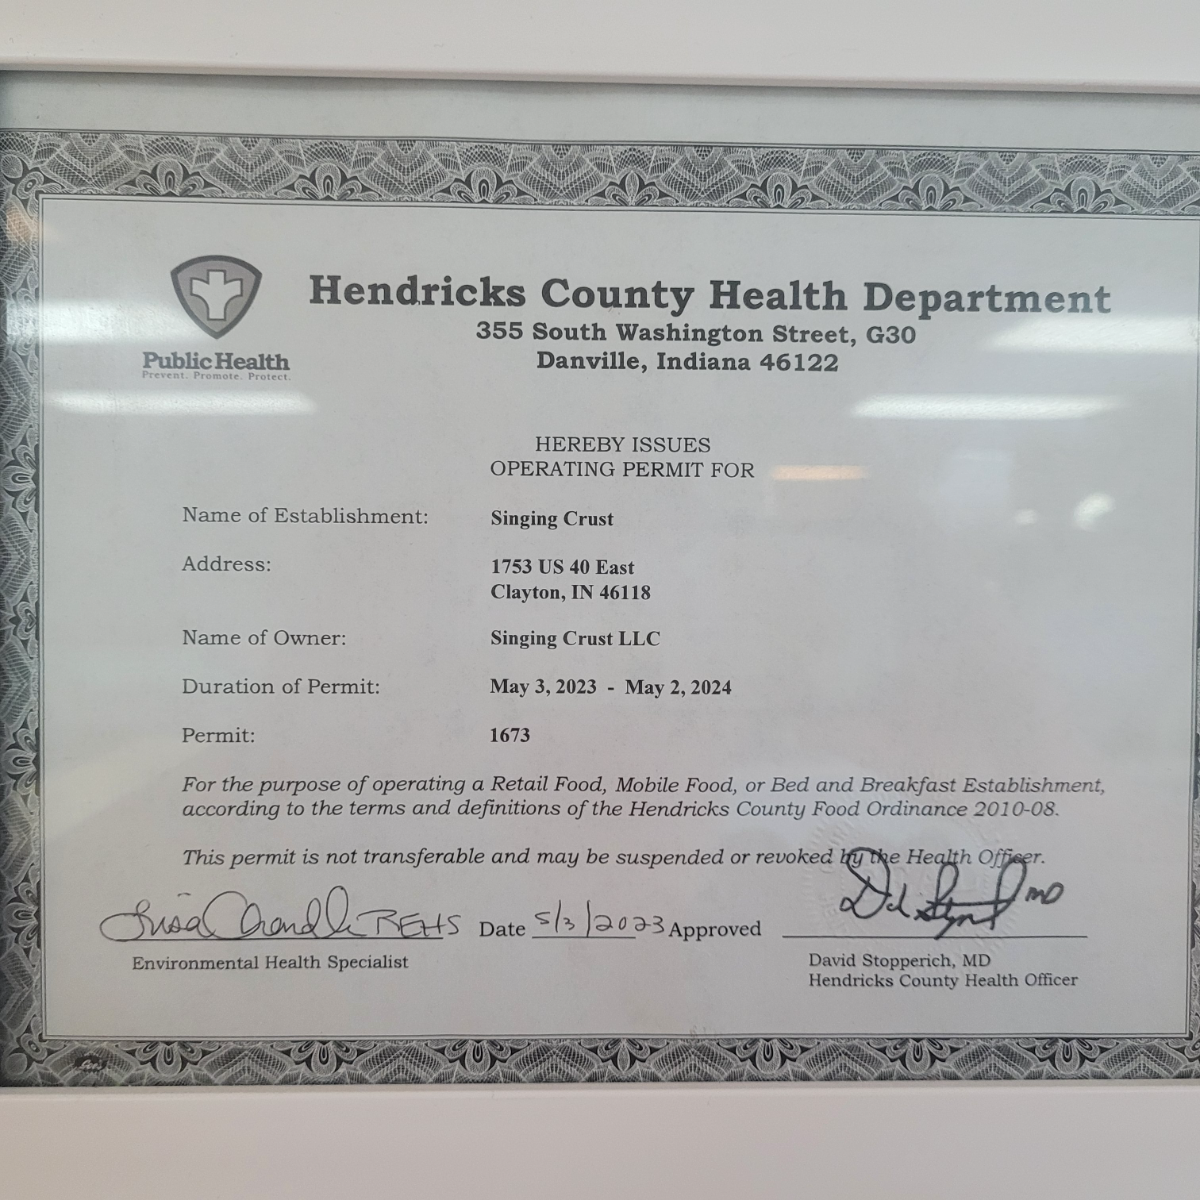 Hendricks County Health Department
355 South Washington Street, G30
Danville, Indiana 46122
Public Health
Prevent. Promote. Protect.
HEREBY ISSUES
OPERATING PERMIT FOR
Name of Establishment: Singing Crust
Address: 1753 US 40 East
Clayton, IN 46118
Name of Owner: Singing Crust LLC
Duration of Permit: May 3, 2023 - May 2, 2024
Permit: 1673
For the purpose of operating a Retail Food, Mobile Food, or Bed and Breakfast Establishment,
according to the terms and definitions of the Hendricks County Food Ordinance 2010-08.
This permit is not transferable and may be suspended or revoked by the Health Officer.
REHS Date 5/3/2023 Approved MD
Environmental Health Specialist
David Stopperich, MD
Hendricks County Health Officer